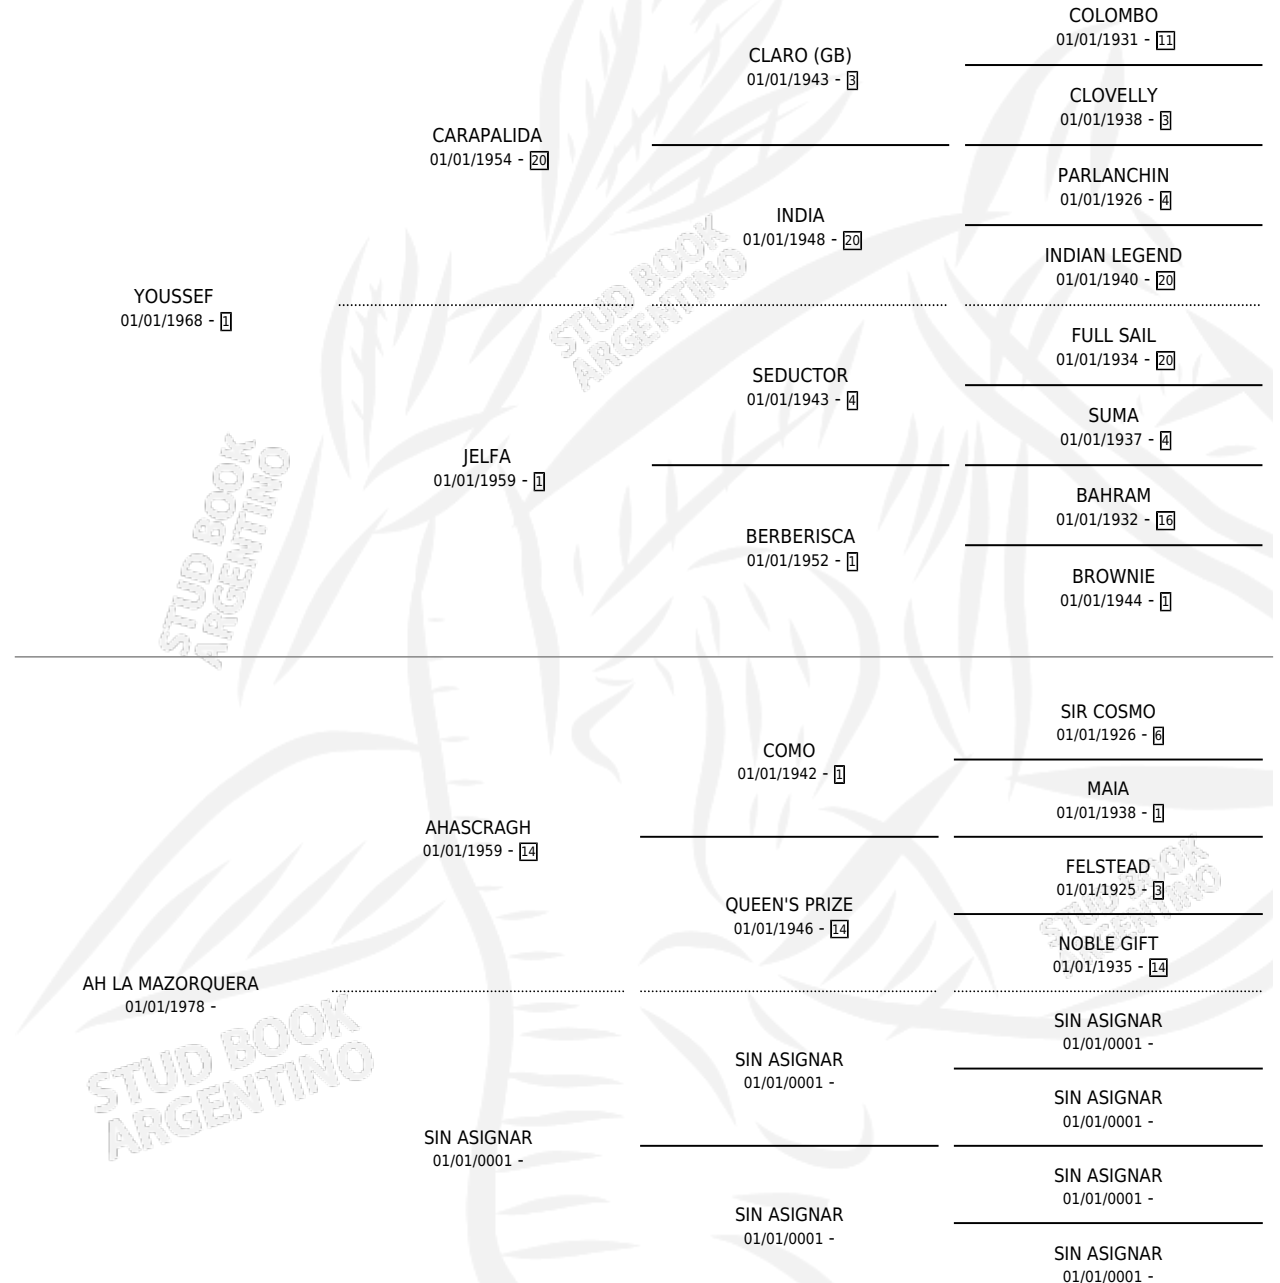 COLOMBO
01/01/1931 - 11
CLARO (GB)
01/01/1943 - 3
CLOVELLY
01/01/1938 - 3
CARAPALIDA
01/01/1954 - 20
PARLANCHIN
01/01/1926 - 4
INDIA
01/01/1948 - 20
INDIAN LEGEND
01/01/1940 - 20
YOUSSEF
01/01/1968 - 1
FULL SAIL
01/01/1934 - 20
SEDUCTOR
01/01/1943 - 4
SUMA
01/01/1937 - 4
JELFA
01/01/1959 - 1
BAHRAM
01/01/1932 - 16
BERBERISCA
01/01/1952 - 1
BROWNIE
01/01/1944 - 1
SIR COSMO
01/01/1926 - 6
COMO
01/01/1942 - 1
MAIA
01/01/1938 - 1
AHASCRAGH
01/01/1959 - 14
FELSTEAD
01/01/1925 - 3
QUEEN'S PRIZE
01/01/1946 - 14
NOBLE GIFT
01/01/1935 - 14
AH LA MAZORQUERA
01/01/1978 -
SIN ASIGNAR
01/01/0001 -
SIN ASIGNAR
01/01/0001 -
SIN ASIGNAR
01/01/0001 -
SIN ASIGNAR
01/01/0001 -
SIN ASIGNAR
01/01/0001 -
SIN ASIGNAR
01/01/0001 -
SIN ASIGNAR
01/01/0001 -
STUD BOOK
ARGENTINO
STUD BOOK
ARGENTINO
STUD BOOK
ARGENTINO
STUD BOOK
ARGENTINO